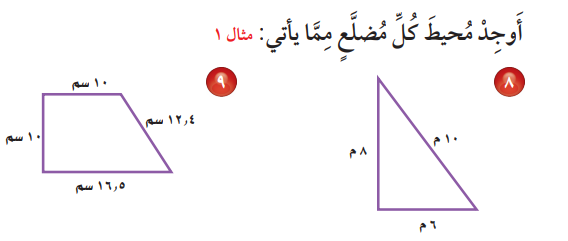 أَوجِدْ مُحيطَ كُلِّ مُضلَّعٍ مِمَّا يأتي: مثال ١
٨
٨ م
١٠ م
٦ م
٩
١٠ سم
١٠ سم
١٢,٤ سم
١٦,٥ سم